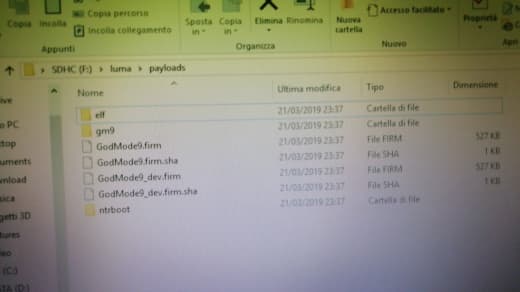 Copia Incolla
Copia percorso
Incolla collegamento
Sposta in
Copia in
Elimina
Rinomina
Nuova cartella
Accesso facilitato
Proprietà
Appunti
Organizza
Nuovo
SDHC (F:) luma payloads
Nome Ultima modifica Tipo Dimensione
elf 21/03/2019 23:37 Cartella di file
gm9 21/03/2019 23:37 Cartella di file
GodMode9.firm 21/03/2019 23:37 File FIRM 527 KB
GodMode9.firm.sha 21/03/2019 23:37 File SHA 1 KB
GodMode9_dev.firm 21/03/2019 23:37 File FIRM 527 KB
GodMode9_dev.firm.sha 21/03/2019 23:37 File SHA 1 KB
ntrboot 21/03/2019 23:37 Cartella di file
o PC
uments
wnload
getti 3D
(C:)